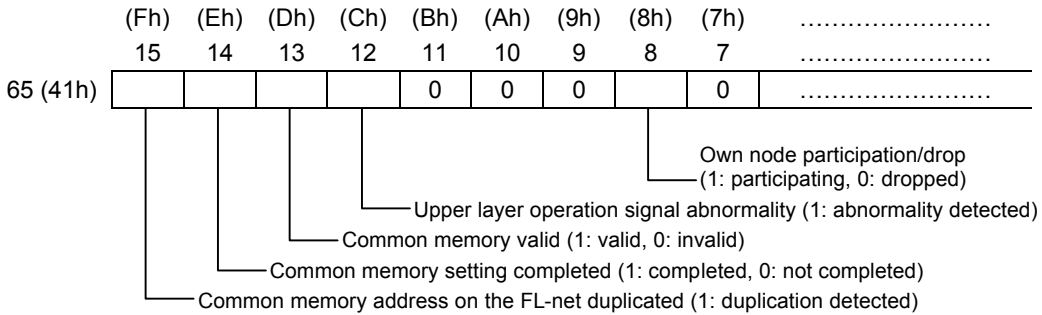 (Fh) (Eh) (Dh) (Ch) (Bh) (Ah) (9h) (8h) (7h) ........................
15 14 13 12 11 10 9 8 7 ........................
65 (41h) 0 0 0 0 ........................
Own node participation/drop
(1: participating, 0: dropped)
Upper layer operation signal abnormality (1: abnormality detected)
Common memory valid (1: valid, 0: invalid)
Common memory setting completed (1: completed, 0: not completed)
Common memory address on the FL-net duplicated (1: duplication detected)